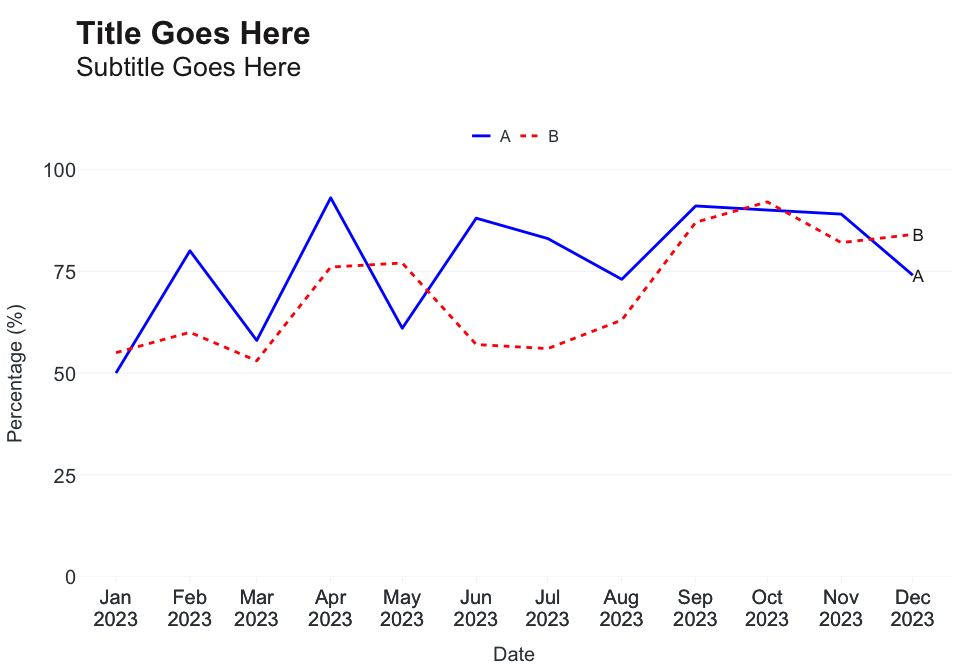 Title Goes Here
Subtitle Goes Here
A B
100
75
50
25
0
Percentage (%)
B
A
Jan Feb Mar Apr May Jun Jul Aug Sep Oct Nov Dec
2023 2023 2023 2023 2023 2023 2023 2023 2023 2023 2023 2023
Date